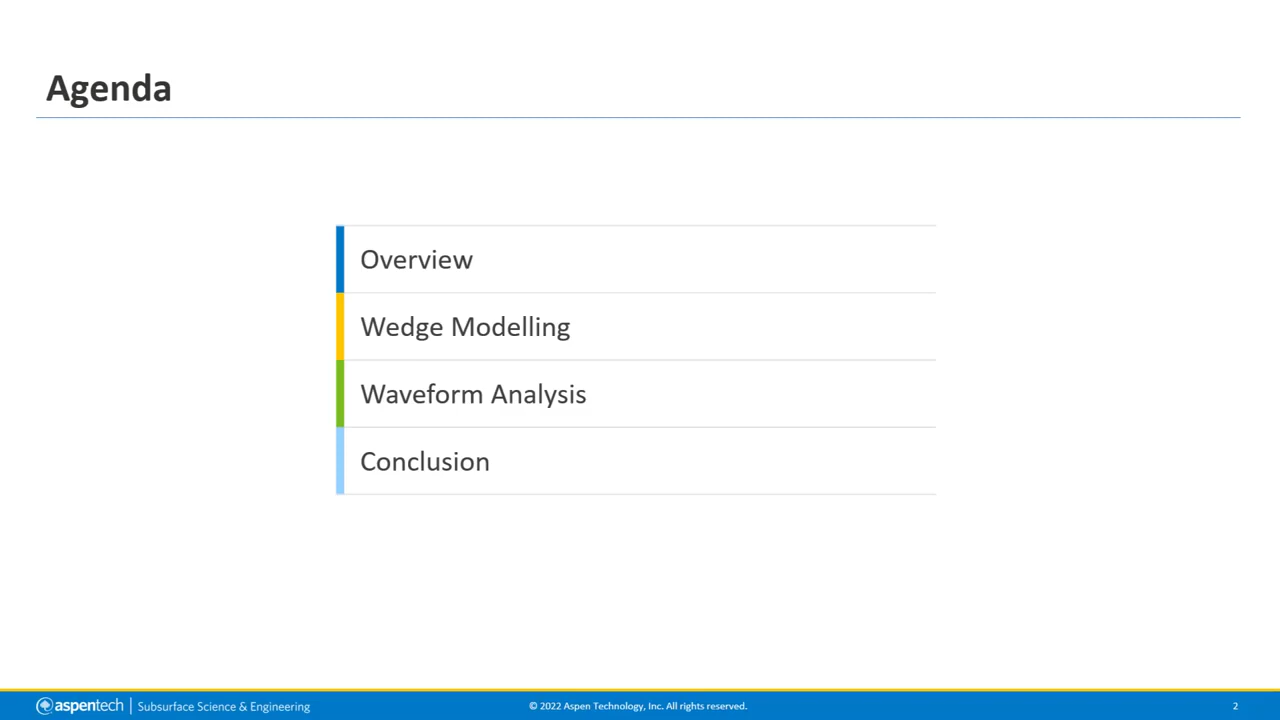 Agenda
Overview
Wedge Modelling
Waveform Analysis
Conclusion
aspentech | Subsurface Science & Engineering
© 2022 Aspen Technology, Inc. All rights reserved.
2